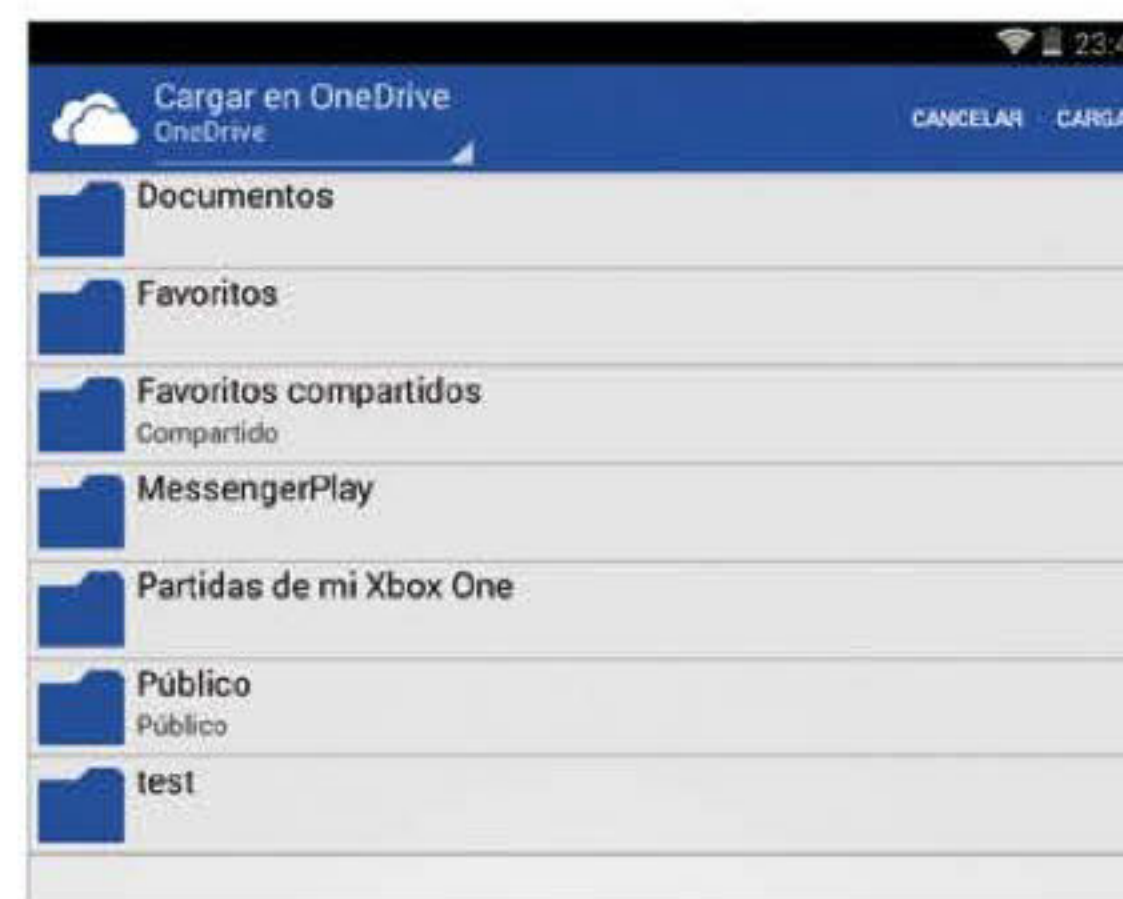 23:4
Cargar en OneDrive
OneDrive
CANCELAR CARGA
Documentos
Favoritos
Favoritos compartidos
Compartido
MessengerPlay
Partidas de mi Xbox One
Público
Público
test